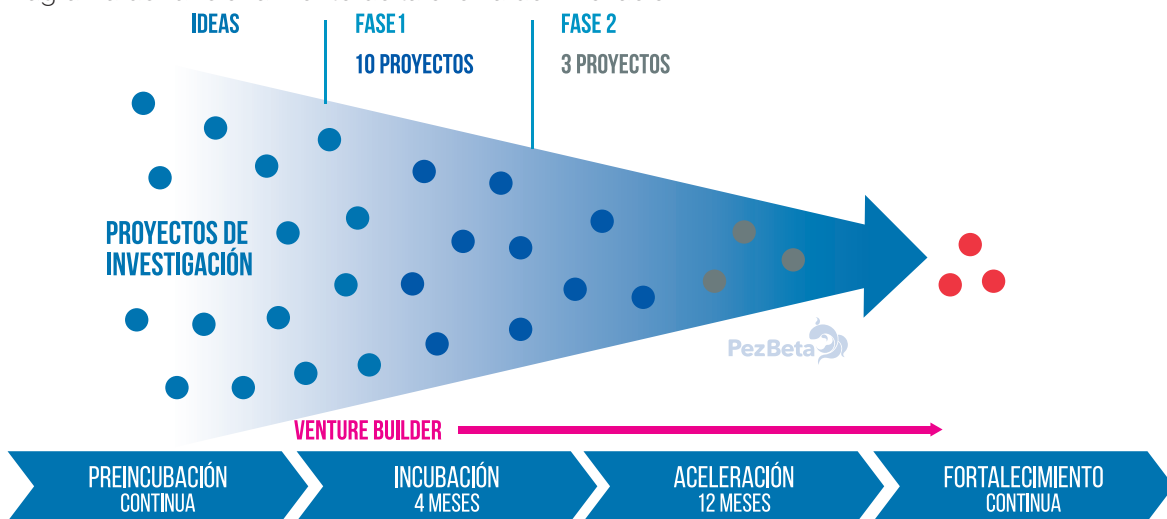 IDEAS
FASE 1
FASE 2
10 PROYECTOS
3 PROYECTOS
PROYECTOS DE
INVESTIGACIÓN
PezBeta
VENTURE BUILDER
PREINCUBACIÓN
CONTINUA
INCUBACIÓN
4 MESES
ACELERACIÓN
12 MESES
FORTALECIMIENTO
CONTINUA